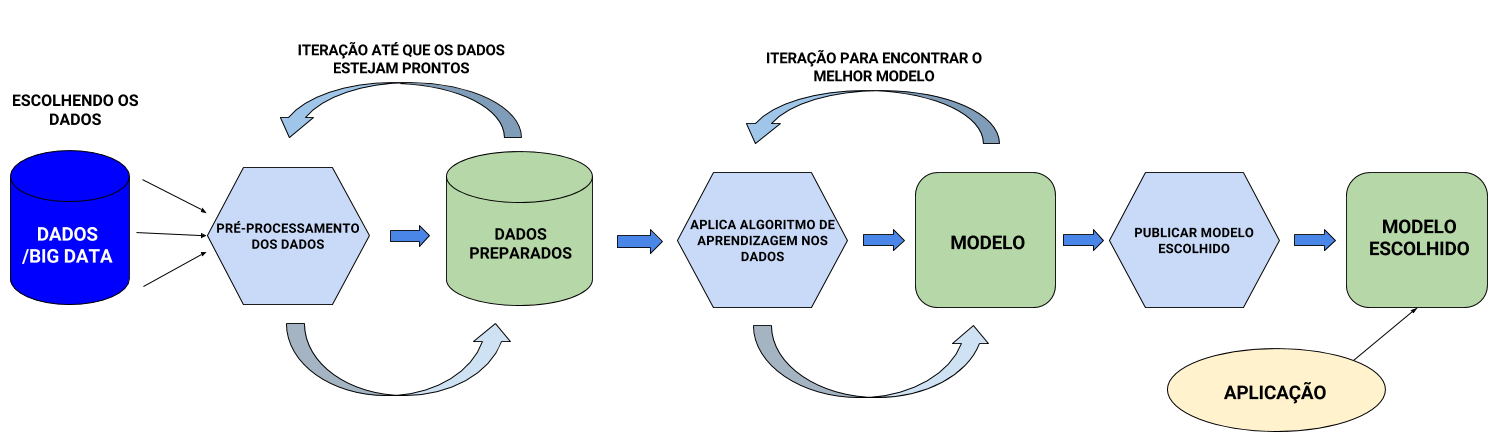 ESCOLHENDO OS
DADOS
DADOS
/BIG DATA
ITERAÇÃO ATÉ QUE OS DADOS
ESTEJAM PRONTOS
PRÉ-PROCESSAMENTO
DOS DADOS
DADOS
PREPARADOS
ITERAÇÃO PARA ENCONTRAR O
MELHOR MODELO
APLICA ALGORITMO DE
APRENDIZAGEM NOS
DADOS
MODELO
PUBLICAR MODELO
ESCOLHIDO
MODELO
ESCOLHIDO
APLICAÇÃO